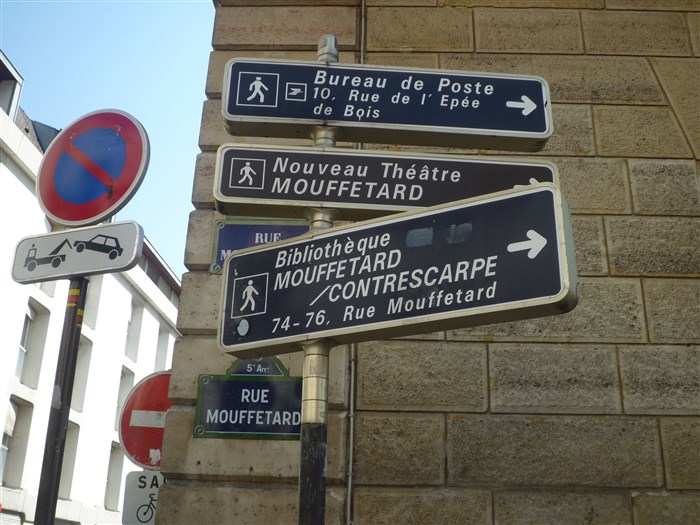 Bureau de Poste
10, Rue de l'Epée
de Bois
Nouveau Théâtre
MOUFFETARD
RUE
Bibliothèque
MOUFFETARD
/CONTRESCARPE
74-76, Rue Mouffetard
5e Arrt
RUE
MOUFFETARD
SA